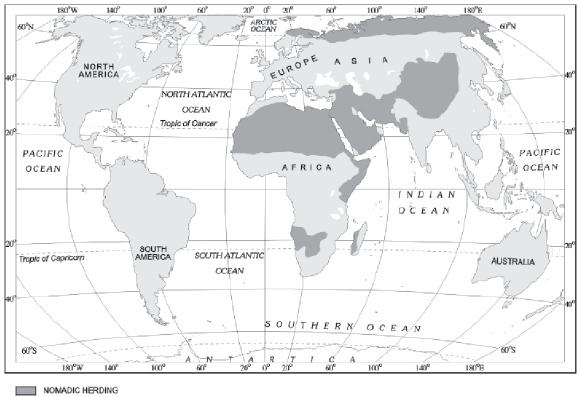 180°W 140° 100° 60° 20° 0° 20° 60° 100° 140° 180°E
ARCTIC
OCEAN
60°N
60°N
NORTH
AMERICA
EUROPE
ASIA
40°
40°
NORTH ATLANTIC
OCEAN
Tropic of Cancer
20°
20°
PACIFIC
OCEAN
PACIFIC
OCEAN
AFRICA
INDIAN
OCEAN
SOUTH
AMERICA
SOUTH ATLANTIC
OCEAN
20°
20°
Tropic of Capricorn
AUSTRALIA
40°
40°
SOUTHERN OCEAN
60°S
60°S
ANTARTICA
180°W 140° 100° 60° 20° 0° 20° 60° 100° 140° 180°E
NOMADIC HERDING